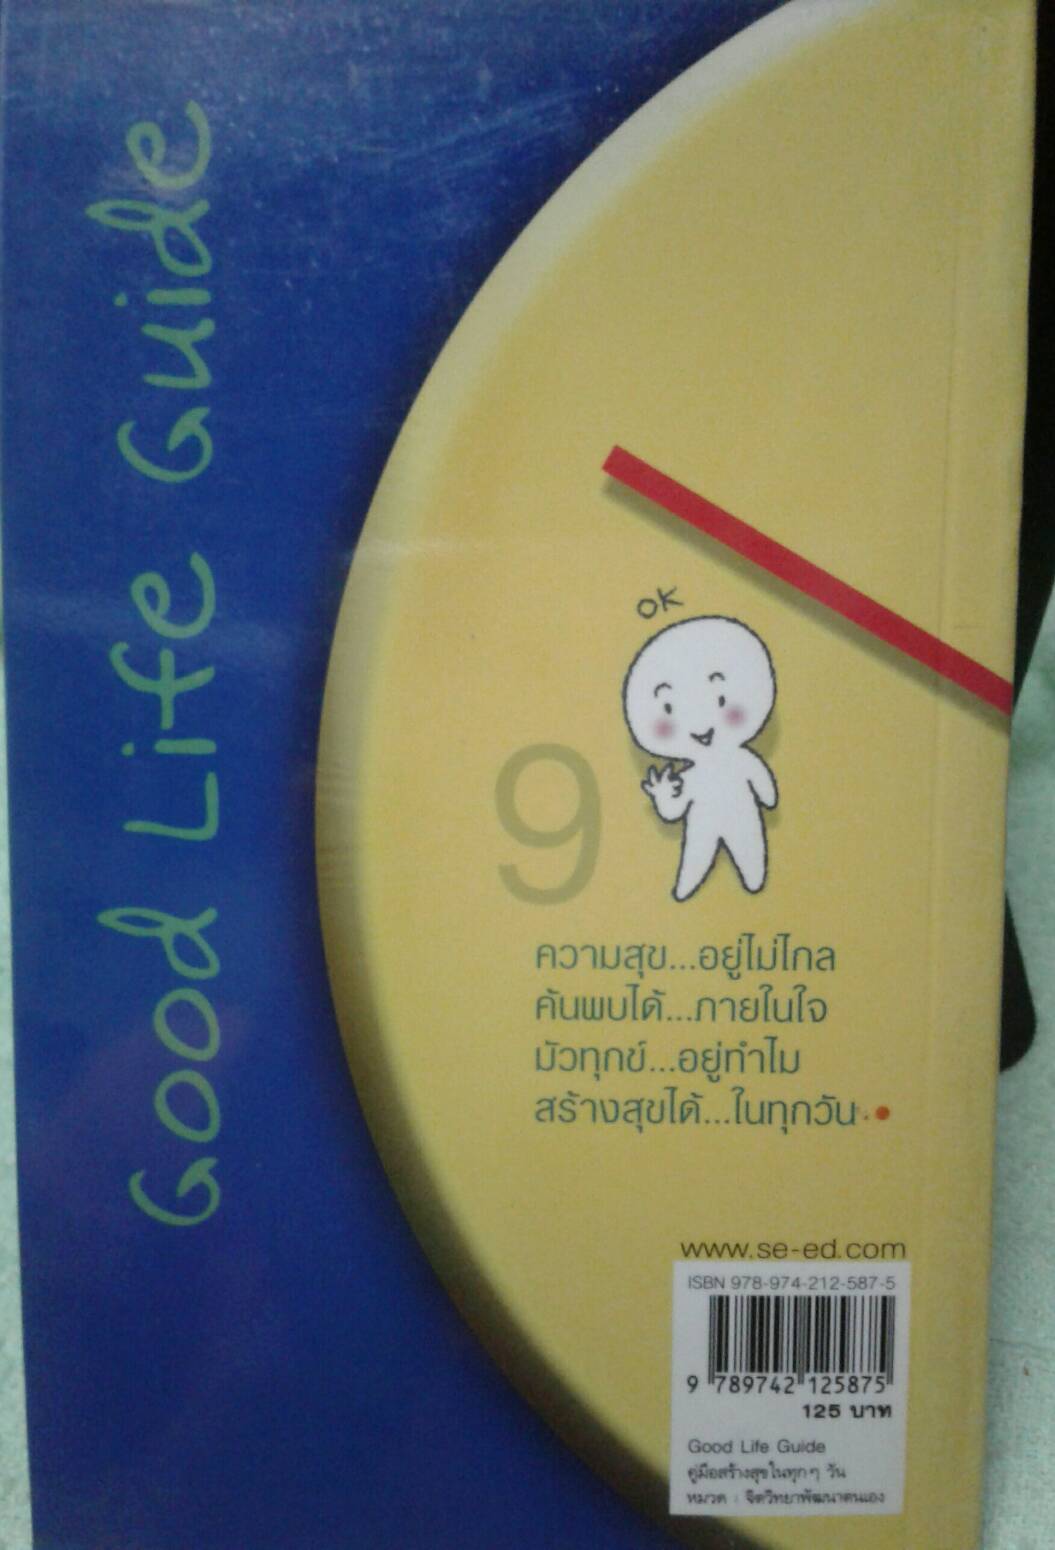 Good Life Guide
OK
9
ความสุข...อยู่ไม่ไกล
ค้นพบได้...ภายในใจ
มัวทุกข์...อยู่ทำไม
สร้างสุขได้...ในทุกวัน
www.se-ed.com
ISBN 978-974-212-587-5
9 789742 125875
125 บาท
Good Life Guide
คู่มือสร้างสุขในทุกๆ วัน
หมวด : จิตวิทยาพัฒนาตนเอง